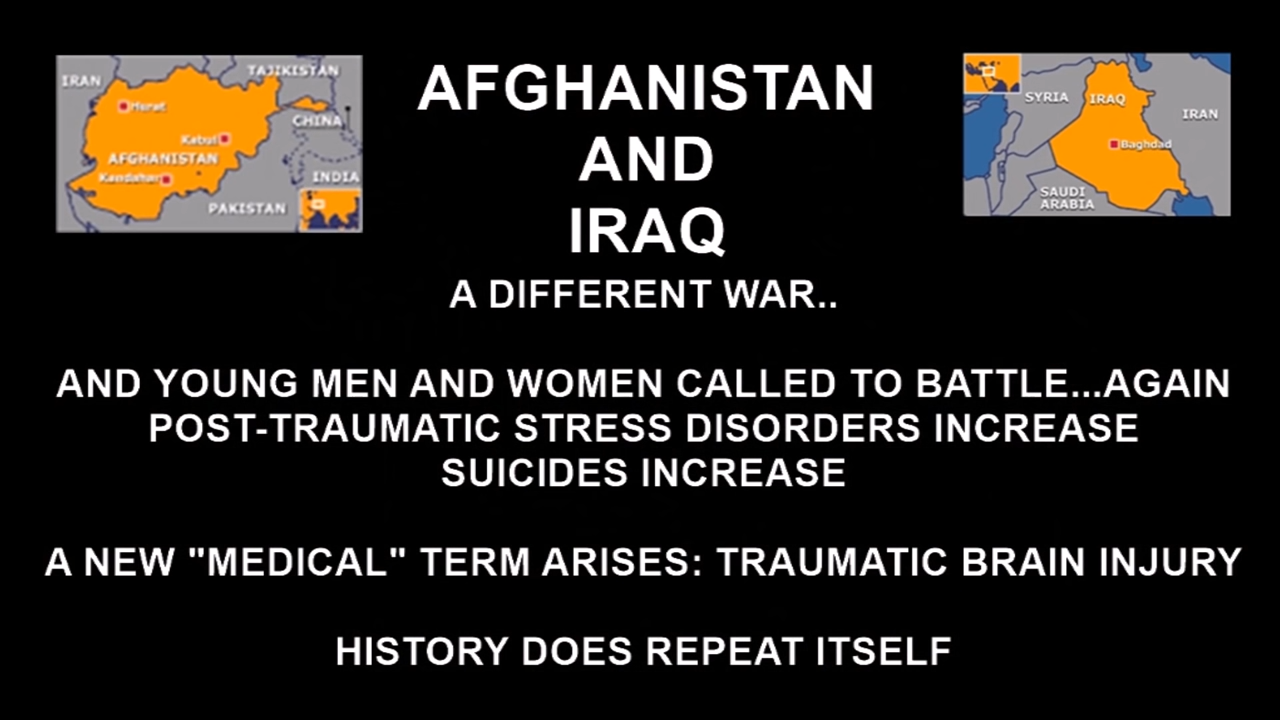 AFGHANISTAN
AND
IRAQ
A DIFFERENT WAR..
AND YOUNG MEN AND WOMEN CALLED TO BATTLE...AGAIN
POST-TRAUMATIC STRESS DISORDERS INCREASE
SUICIDES INCREASE
A NEW "MEDICAL" TERM ARISES: TRAUMATIC BRAIN INJURY
HISTORY DOES REPEAT ITSELF
IRAN
TAJIKISTAN
Herat
CHINA
Kabul
AFGHANISTAN
Kandahar
INDIA
PAKISTAN
SYRIA
IRAQ
IRAN
Baghdad
SAUDI
ARABIA